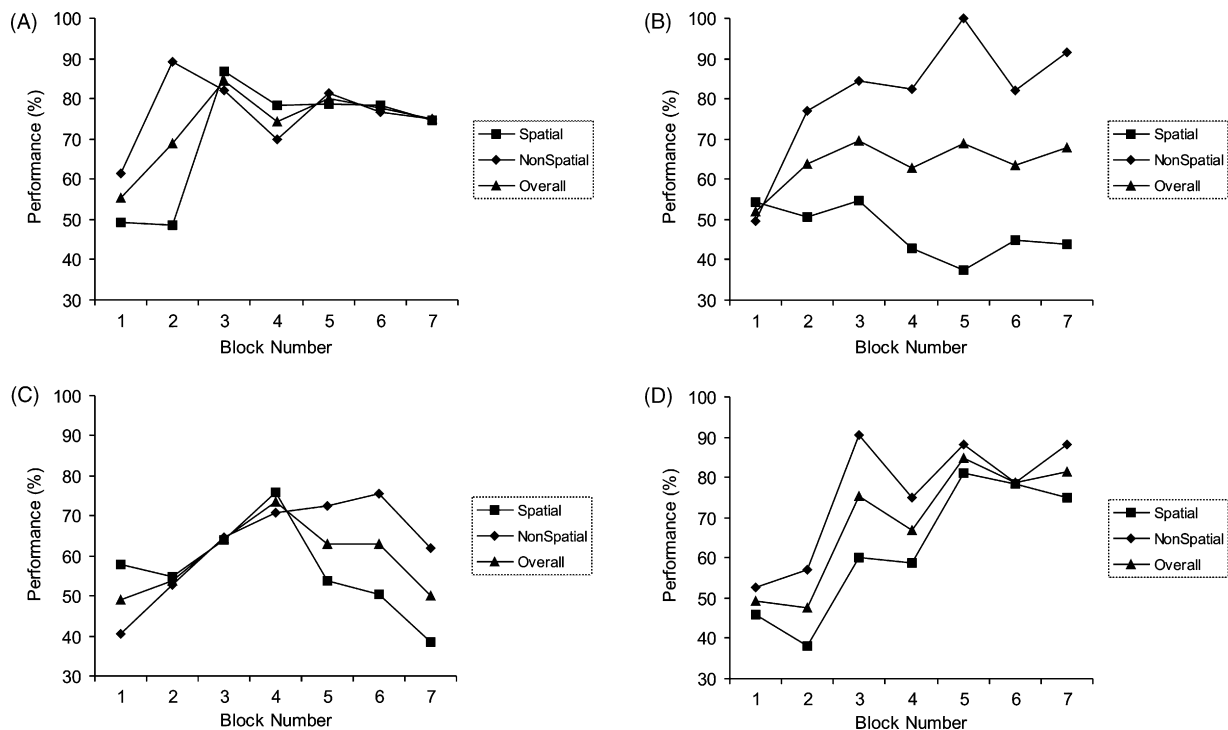 (A)
Performance (%)
100
90
80
70
60
50
40
30
1 2 3 4 5 6 7
Block Number
Spatial
NonSpatial
Overall
(B)
Performance (%)
100
90
80
70
60
50
40
30
1 2 3 4 5 6 7
Block Number
Spatial
NonSpatial
Overall
(C)
Performance (%)
100
90
80
70
60
50
40
30
1 2 3 4 5 6 7
Block Number
Spatial
NonSpatial
Overall
(D)
Performance (%)
100
90
80
70
60
50
40
30
1 2 3 4 5 6 7
Block Number
Spatial
NonSpatial
Overall